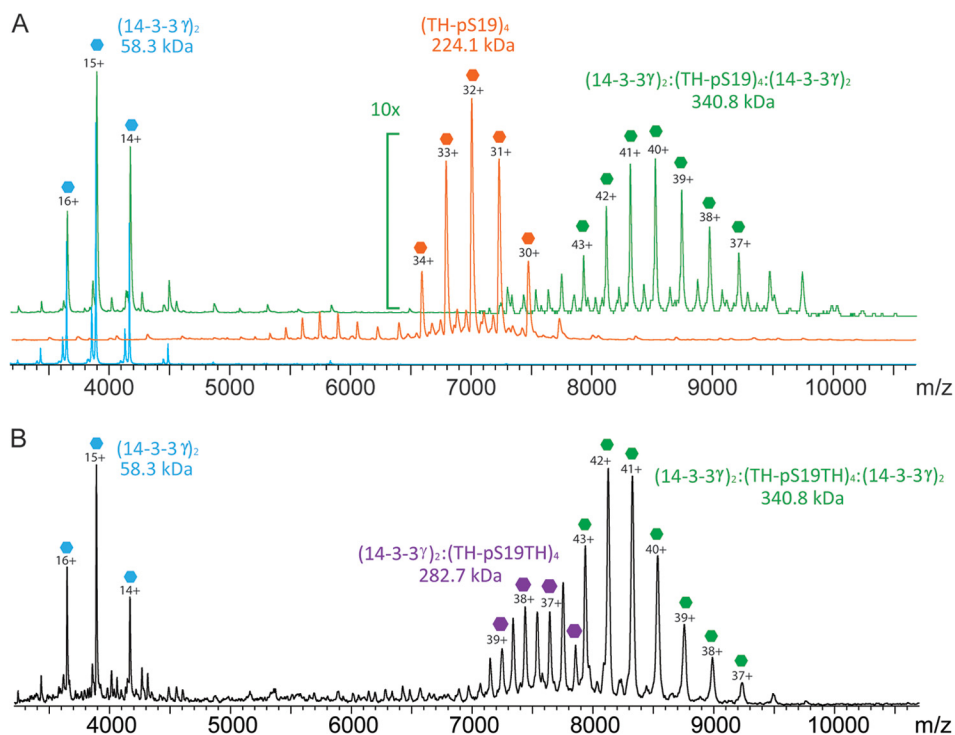 A
(14-3-3γ)₂
58.3 kDa
15+
14+
16+
(TH-pS19)₄
224.1 kDa
10x
34+
33+
32+
31+
30+
(14-3-3γ)₂:(TH-pS19)₄:(14-3-3γ)₂
340.8 kDa
43+
42+
41+
40+
39+
38+
37+
4000 5000 6000 7000 8000 9000 10000 m/z
B
(14-3-3γ)₂
58.3 kDa
15+
16+
14+
(14-3-3γ)₂:(TH-pS19TH)₄
282.7 kDa
39+
38+
37+
(14-3-3γ)₂:(TH-pS19TH)₄:(14-3-3γ)₂
340.8 kDa
43+
42+
41+
40+
39+
38+
37+
4000 5000 6000 7000 8000 9000 10000 m/z